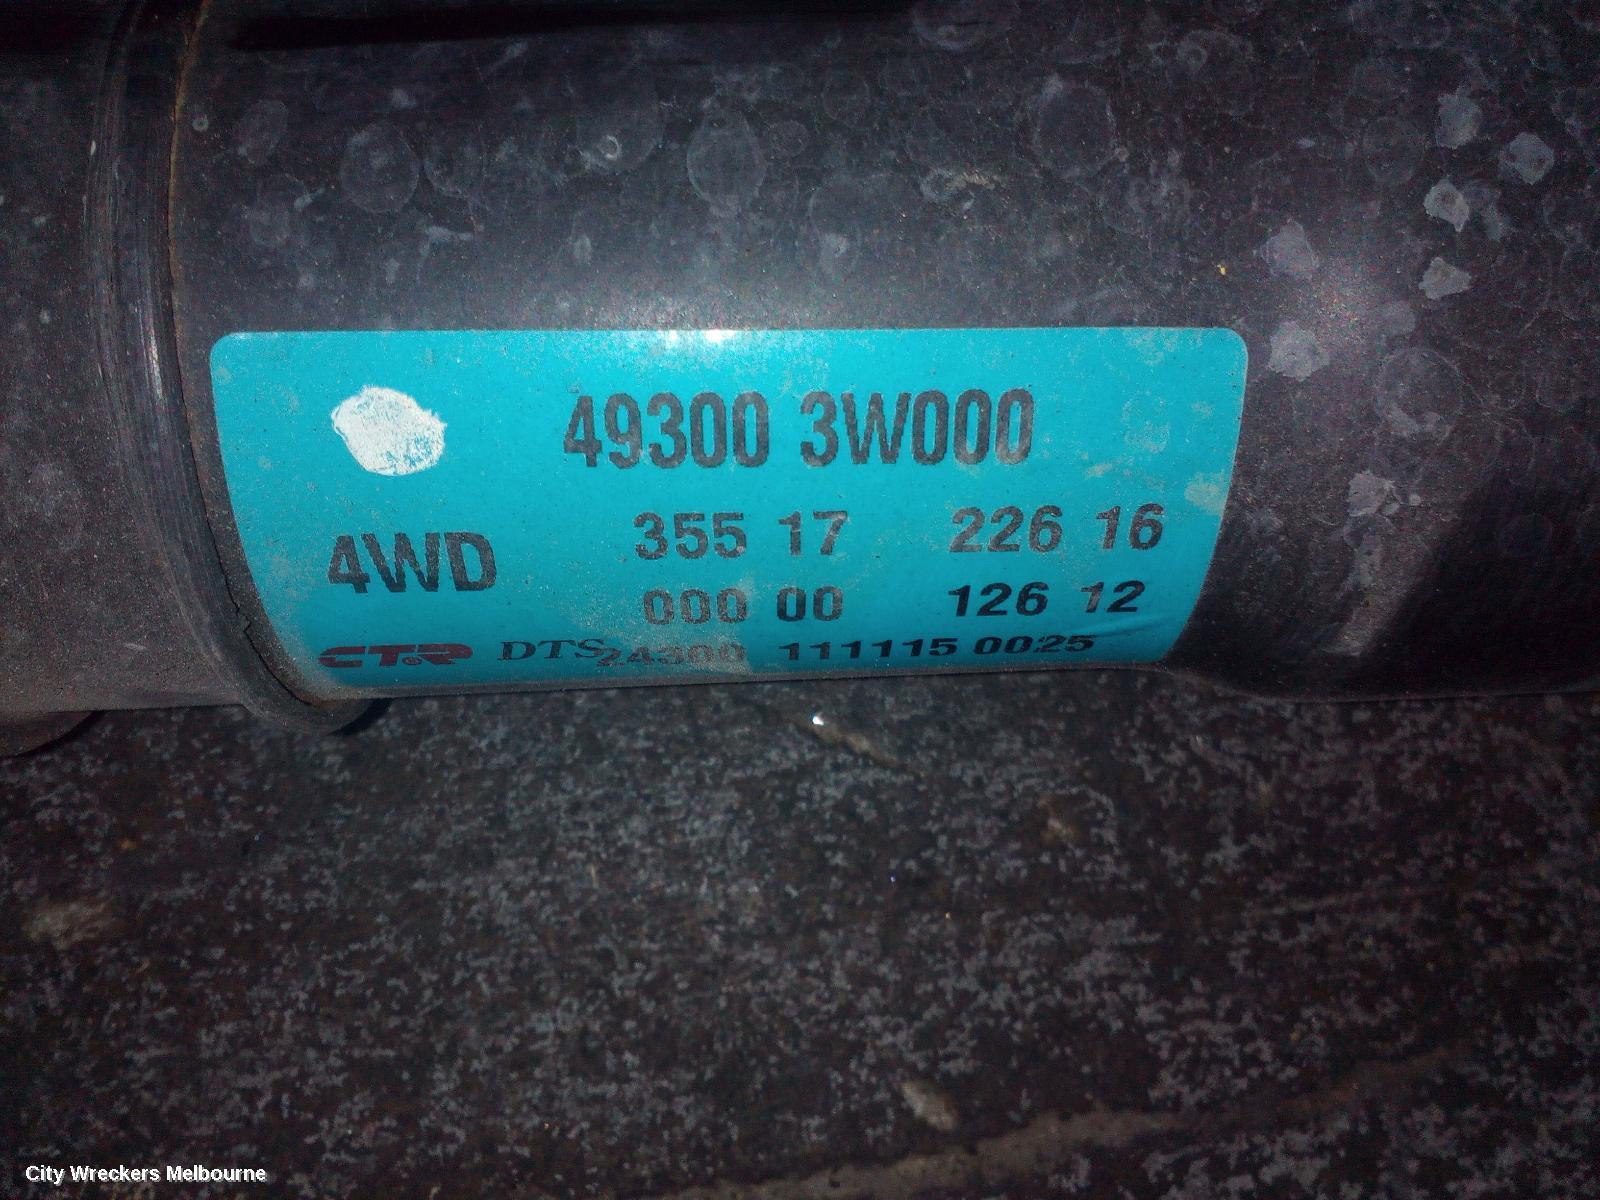 49300 3W000
4WD 355 17 226 16
000 00 126 12
CTR DTS 24300 111115 0025
City Wreckers Melbourne